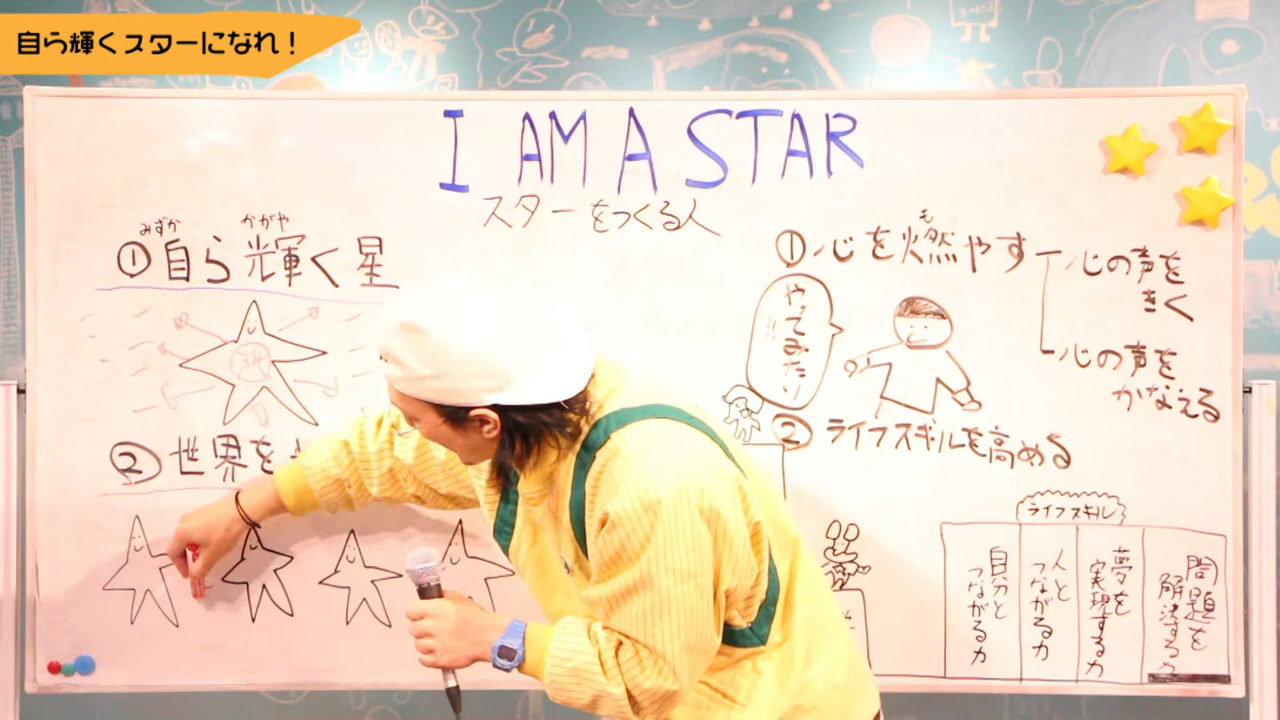 自ら輝くスターになれ!
I AM A STAR
スターをつくる人
みずか かがや
①自ら輝く星
②世界を
も
①心を燃やす
心の声を
きく
心の声を
かなえる
やってみたい
!!
②ライフスキルを高める
ライフスキル
自分と
つながる力
人と
つながる力
夢を
実現する力
問題を
解決する力